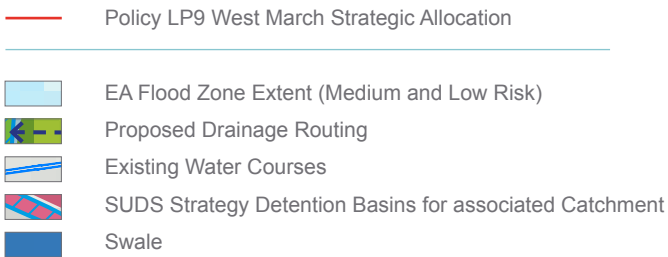 Policy LP9 West March Strategic Allocation
EA Flood Zone Extent (Medium and Low Risk)
Proposed Drainage Routing
Existing Water Courses
SUDS Strategy Detention Basins for associated Catchment
Swale